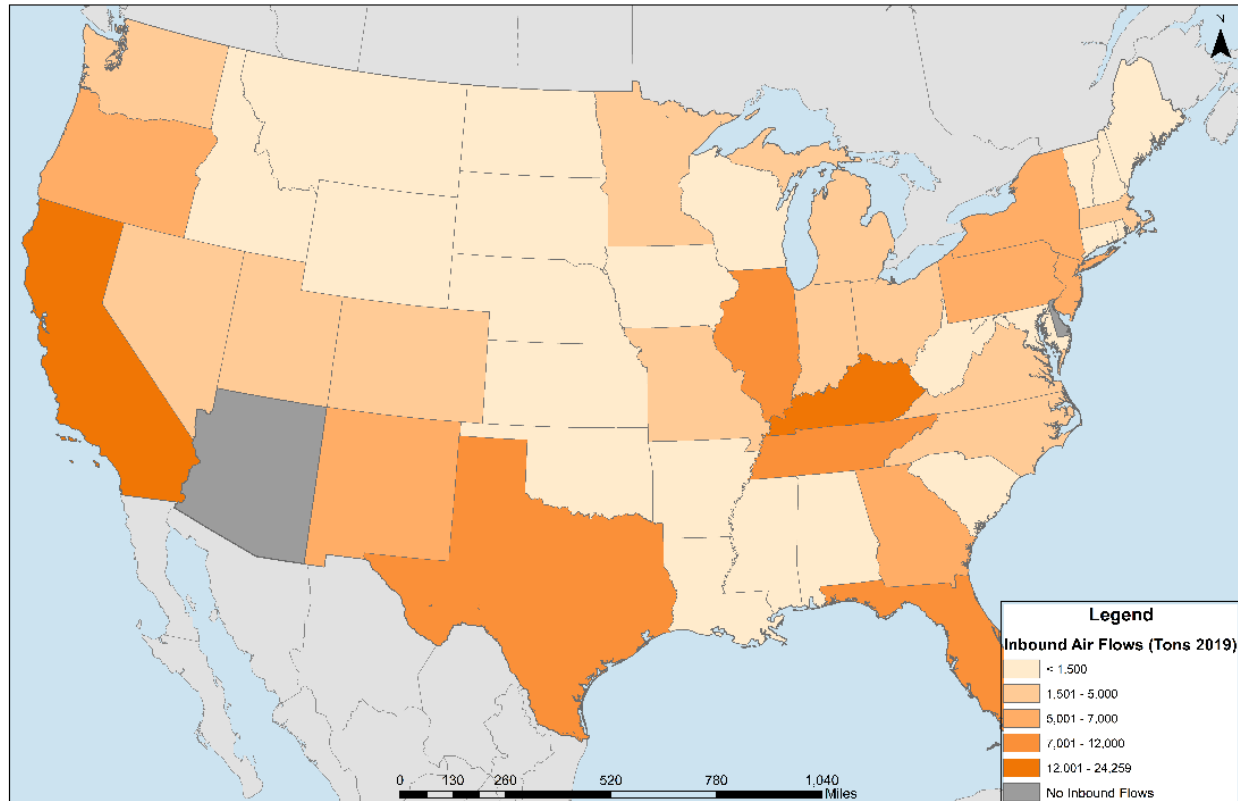 N
Legend
Inbound Air Flows (Tons 2019)
< 1.500
1,501 - 5.000
5,001 - 7,000
7,001 - 12,000
12.001 - 24,259
No Inbound Flows
0 130 260 520 780 1,040
Miles